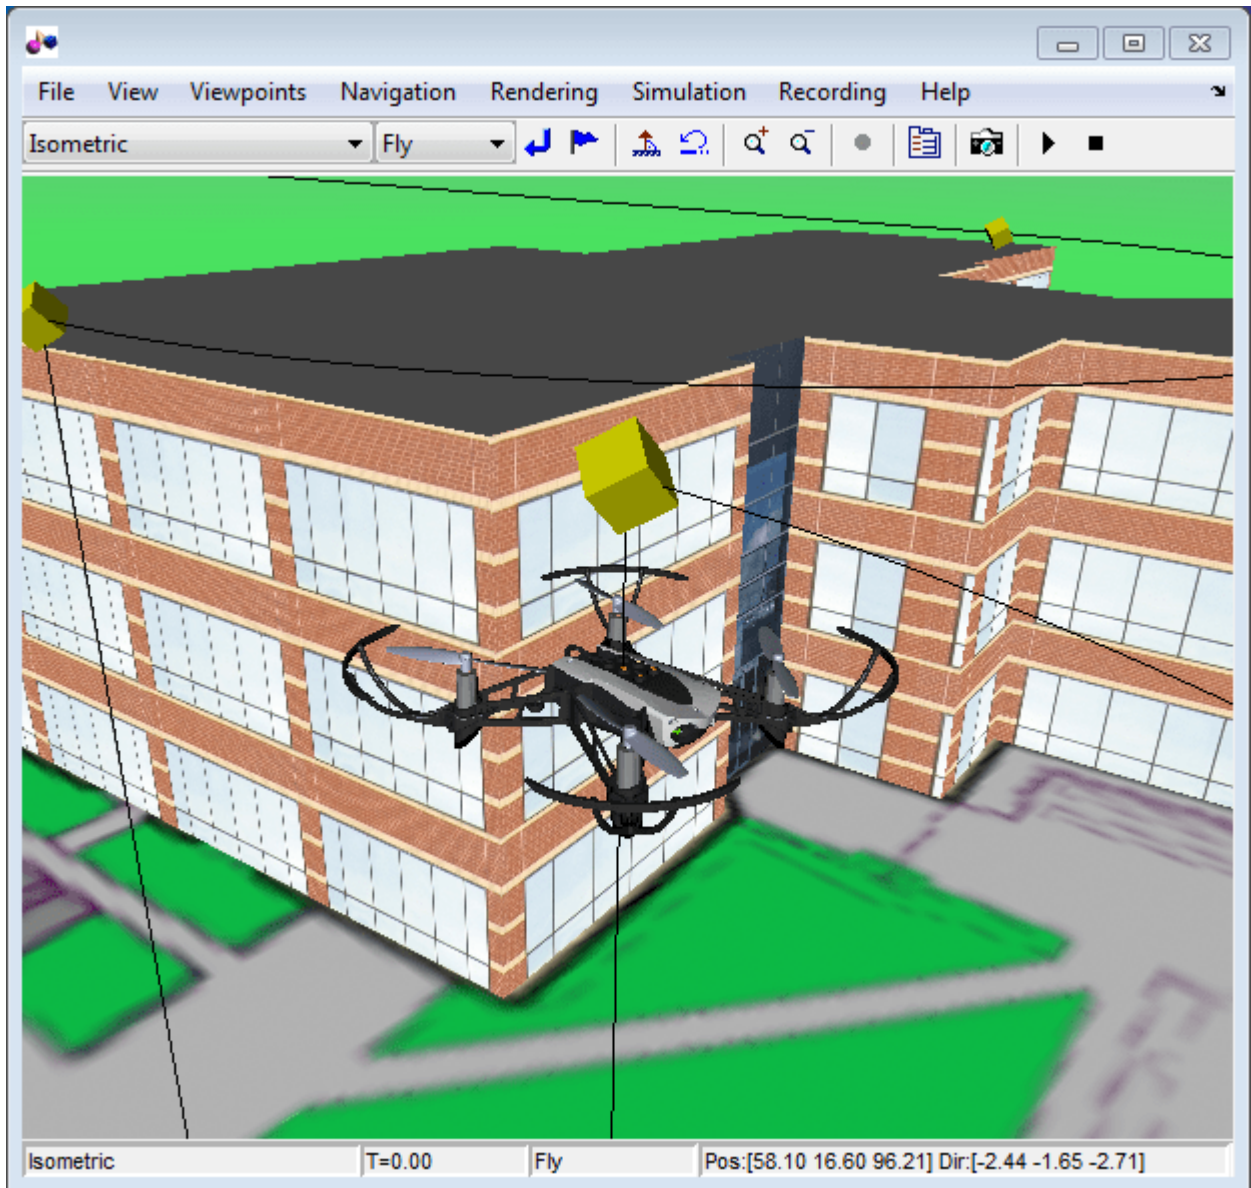 File View Viewpoints Navigation Rendering Simulation Recording Help
Isometric Fly
Isometric T=0.00 Fly Pos:[58.10 16.60 96.21] Dir:[-2.44 -1.65 -2.71]